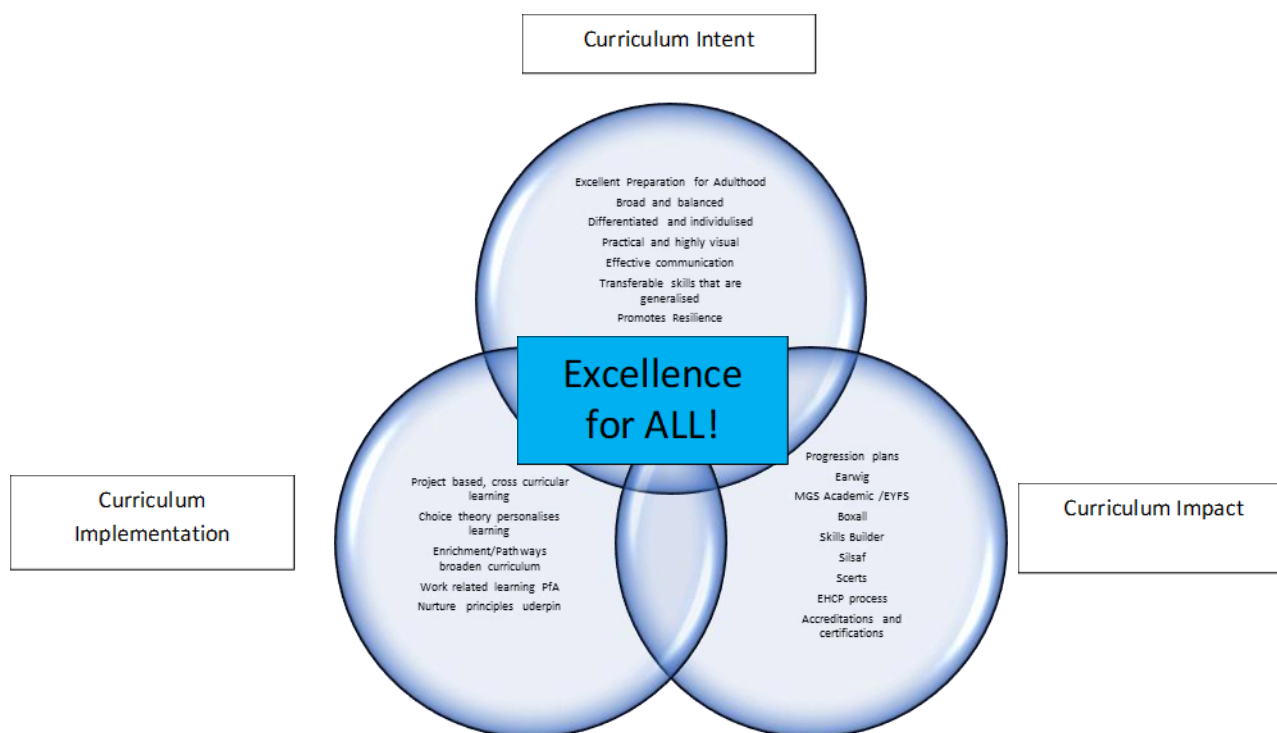 Curriculum Intent
Excellent Preparation for Adulthood
Broad and balanced
Differentiated and individulised
Practical and highly visual
Effective communication
Transferable skills that are
generalised
Promotes Resilience
Excellence
for ALL!
Curriculum
Implementation
Project based, cross curricular
learning
Choice theory personalises
learning
Enrichment/Pathways
broaden curriculum
Work related learning PfA
Nurture principles uderpin
Progression plans
Earwig
MGS Academic /EYFS
Boxall
Skills Builder
Silsaf
Scerts
EHCP process
Accreditations and
certifications
Curriculum Impact